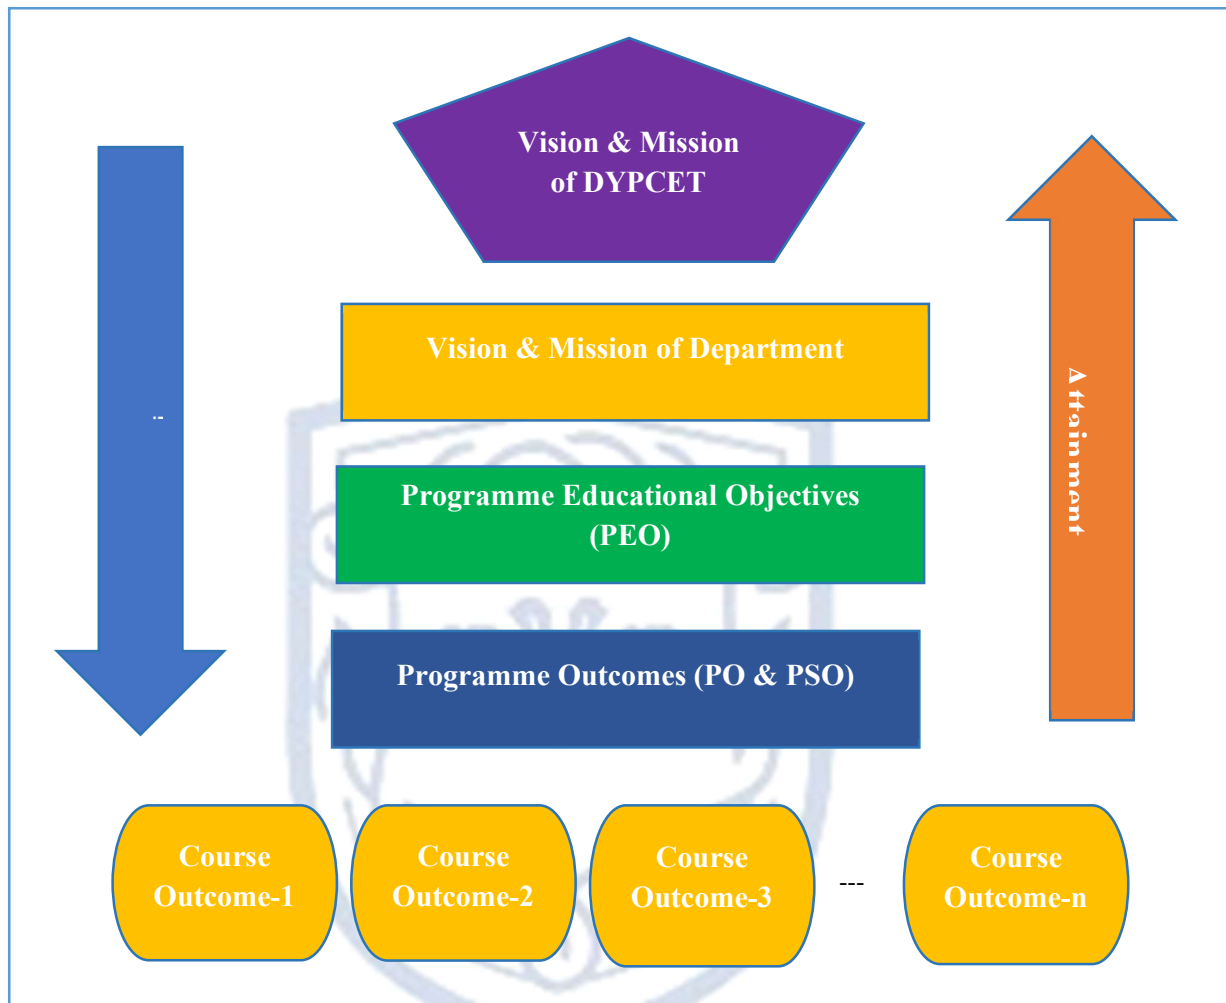 Vision & Mission
of DYPCET
Vision & Mission of Department
Attainment
Programme Educational Objectives
(PEO)
Programme Outcomes (PO & PSO)
Course
Outcome-1
Course
Outcome-2
Course
Outcome-3
---
Course
Outcome-n